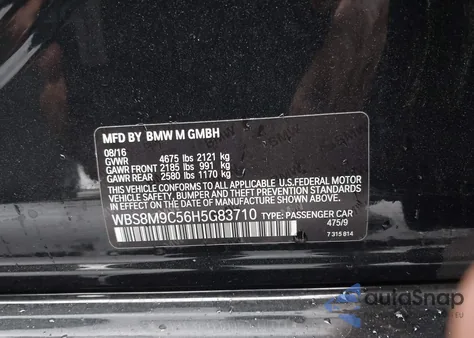 MFD BY BMW M GMBH
08/16
GVWR 4675 lbs 2121 kg
GAWR FRONT 2185 lbs 991 kg
GAWR REAR 2580 lbs 1170 kg
THIS VEHICLE CONFORMS TO ALL APPLICABLE U.S. FEDERAL MOTOR
VEHICLE SAFETY, BUMPER AND THEFT PREVENTION STANDARDS
IN EFFECT ON THE DATE OF MANUFACTURE SHOWN ABOVE.
WBS8M9C56H5G83710 TYPE: PASSENGER CAR
475/9
7 315 814
autoSnap